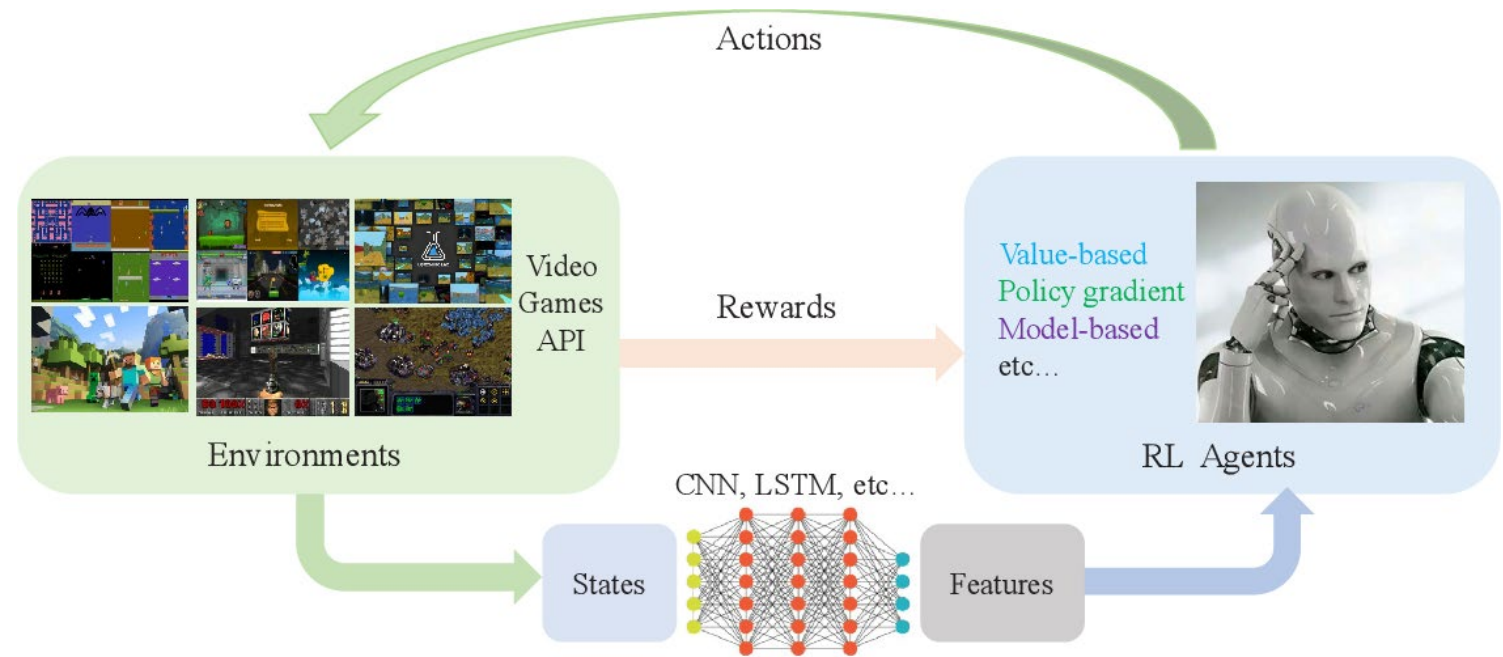 Actions
Video
Games
API
Environments
Rewards
Value-based
Policy gradient
Model-based
etc…
RL Agents
CNN, LSTM, etc…
States
Features